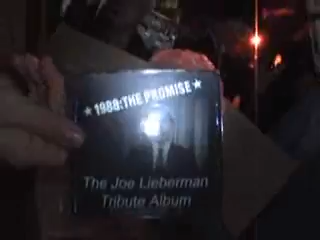 ★ 1988: THE PROMISE ★
The Joe Lieberman
Tribute Album